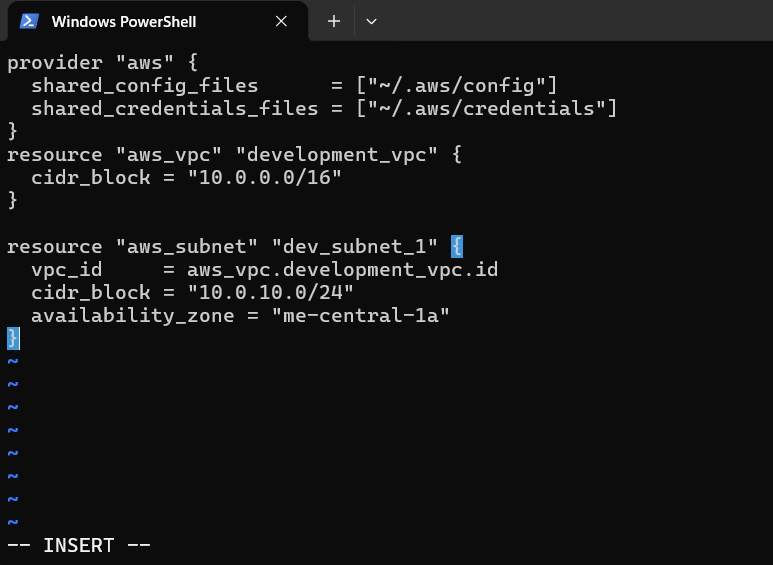 Windows PowerShell
provider "aws" {
  shared_config_files      = ["~/.aws/config"]
  shared_credentials_files = ["~/.aws/credentials"]
}
resource "aws_vpc" "development_vpc" {
  cidr_block = "10.0.0.0/16"
}

resource "aws_subnet" "dev_subnet_1" {
  vpc_id     = aws_vpc.development_vpc.id
  cidr_block = "10.0.10.0/24"
  availability_zone = "me-central-1a"
}
~
~
~
~
~
~
~
~
-- INSERT --